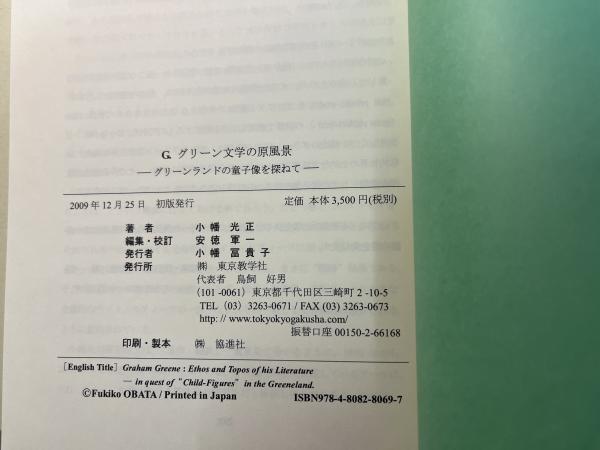 G. グリーン文学の原風景
― グリーンランドの童子像を探ねて ―
2009年12月25日 初版発行 定価 本体3,500円(税別)
著者 小幡光正
編集・校訂 安徳軍一
発行者 小幡冨貴子
発行所 ㈱ 東京教学社
代表者 鳥飼 好男
(101-0061) 東京都千代田区三崎町2-10-5
TEL (03) 3263-0671 / FAX (03) 3263-0673
http://www.tokyokyogakusha.com/
振替口座 00150-2-66168
印刷・製本 ㈱ 協進社
[English Title] Graham Greene : Ethos and Topos of his Literature
― in quest of "Child-Figures" in the Greeneland.
©Fukiko OBATA / Printed in Japan ISBN978-4-8082-8069-7